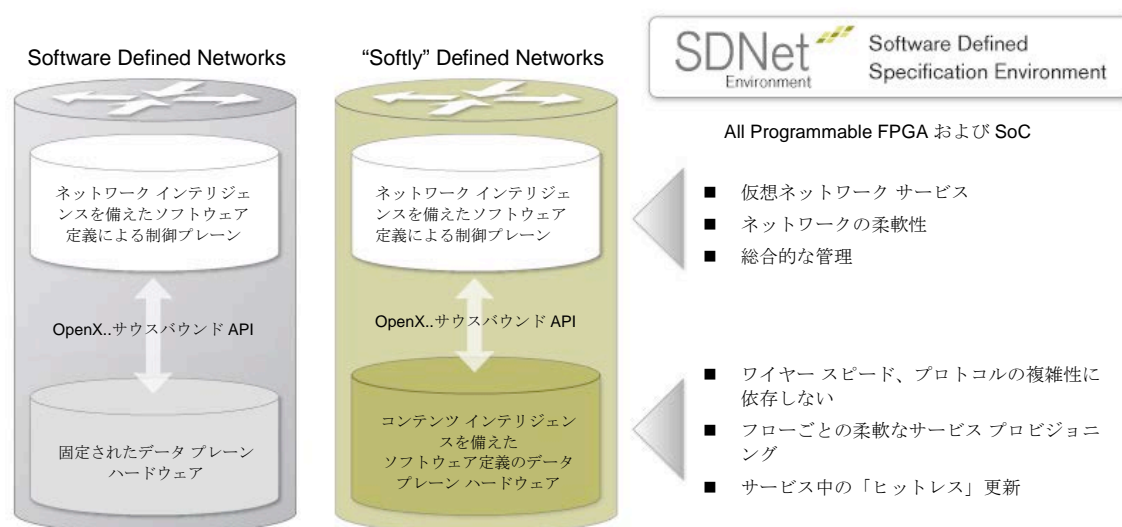 Software Defined Networks
ネットワーク インテリジェ
ンスを備えたソフトウェア
定義による制御プレーン
OpenX..サウスバウンド API
固定されたデータ プレーン
ハードウェア
“Softly” Defined Networks
ネットワーク インテリジェ
ンスを備えたソフトウェア
定義による制御プレーン
OpenX..サウスバウンド API
コンテンツ インテリジェン
スを備えた
ソフトウェア定義のデータ
プレーン ハードウェア
SDNet
Environment
Software Defined
Specification Environment
All Programmable FPGA および SoC
■ 仮想ネットワーク サービス
■ ネットワークの柔軟性
■ 総合的な管理
■ ワイヤー スピード、プロトコルの複雑性に
依存しない
■ フローごとの柔軟なサービス プロビジョニ
ング
■ サービス中の「ヒットレス」更新